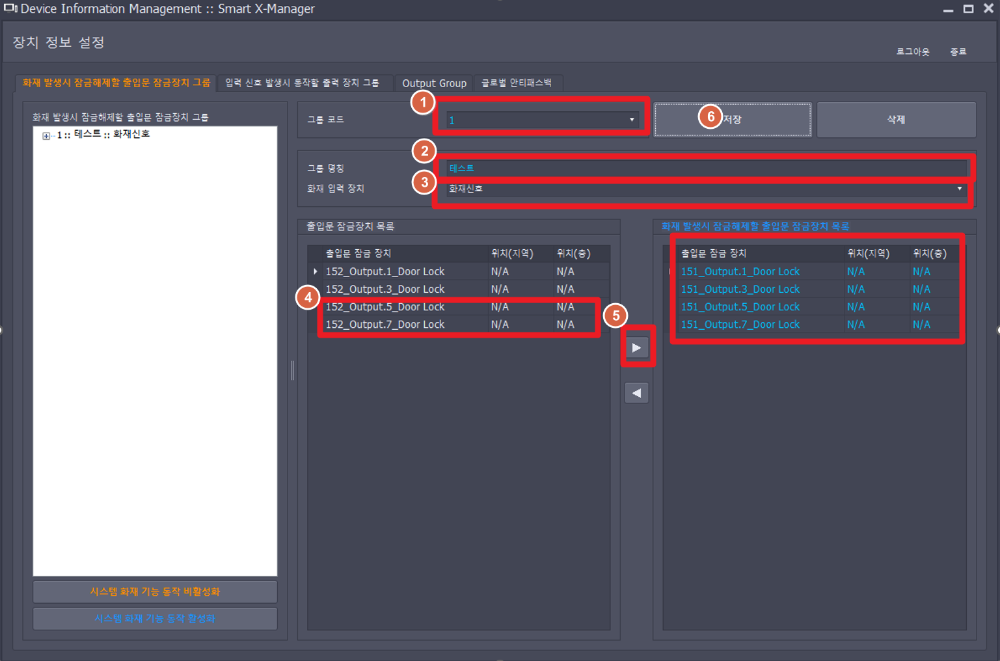 Device Information Management :: Smart X-Manager
장치 정보 설정
로그아웃 종료
화재 발생시 잠금해제할 출입문 잠금장치 그룹 입력 신호 발생시 동작할 출력 장치 그룹 Output Group 글로벌 안티패스백
화재 발생시 잠금해제할 출입문 잠금장치 그룹
1 :: 테스트 :: 화재신호
시스템 화재 기능 동작 비활성화
시스템 화재 기능 동작 활성화
1
그룹 코드 1
6 저장 삭제
2
그룹 명칭 테스트
3
화재 입력 장치 화재신호
출입문 잠금장치 목록
출입문 잠금 장치 위치(지역) 위치(층)
152_Output.1_Door Lock N/A N/A
152_Output.3_Door Lock N/A N/A
4
152_Output.5_Door Lock N/A N/A
152_Output.7_Door Lock N/A N/A
5
화재 발생시 잠금해제할 출입문 잠금장치 목록
출입문 잠금 장치 위치(지역) 위치(층)
151_Output.1_Door Lock N/A N/A
151_Output.3_Door Lock N/A N/A
151_Output.5_Door Lock N/A N/A
151_Output.7_Door Lock N/A N/A